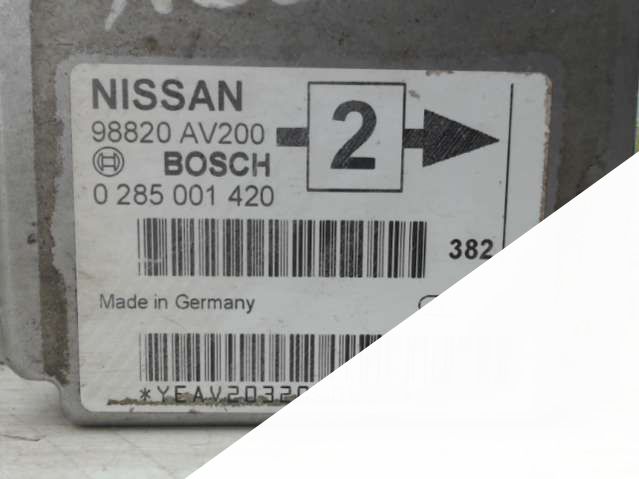 NISSAN
98820 AV200
2
BOSCH
0 285 001 420
382
Made in Germany